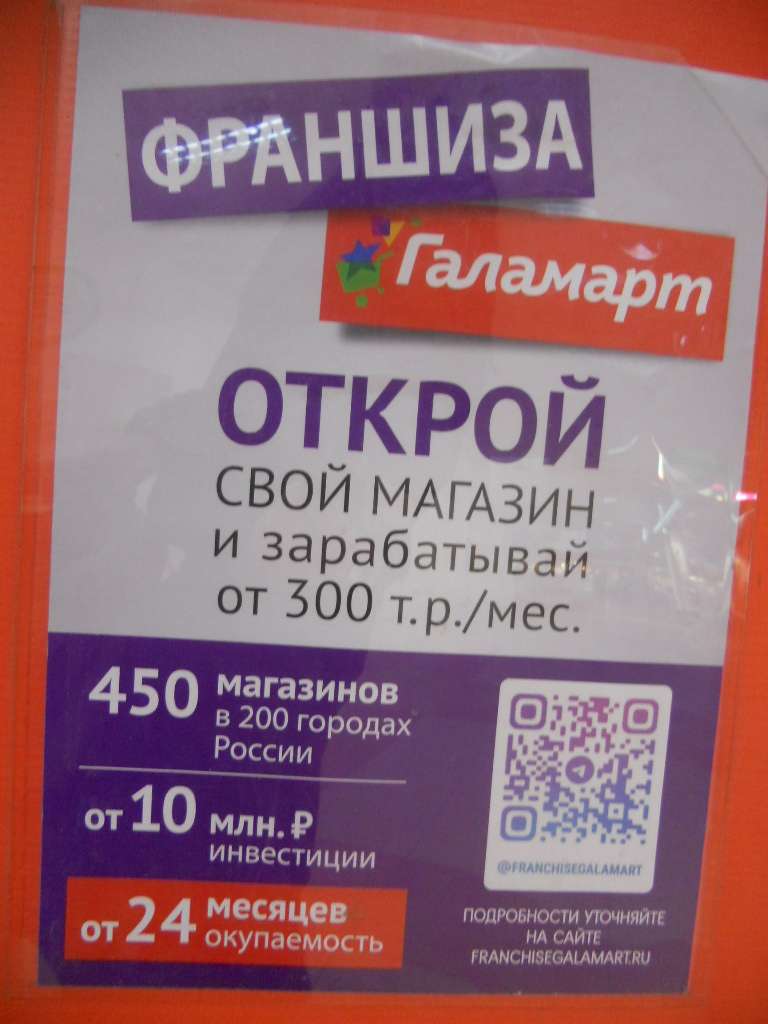 ФРАНШИЗА
Галамарт
ОТКРОЙ
СВОЙ МАГАЗИН
и зарабатывай
от 300 т.р./мес.
450 магазинов
в 200 городах
России
от 10 млн. ₽
инвестиции
от 24 месяцев
окупаемость
@FRANCHISEGALAMART
ПОДРОБНОСТИ УТОЧНЯЙТЕ
НА САЙТЕ
FRANCHISEGALAMART.RU